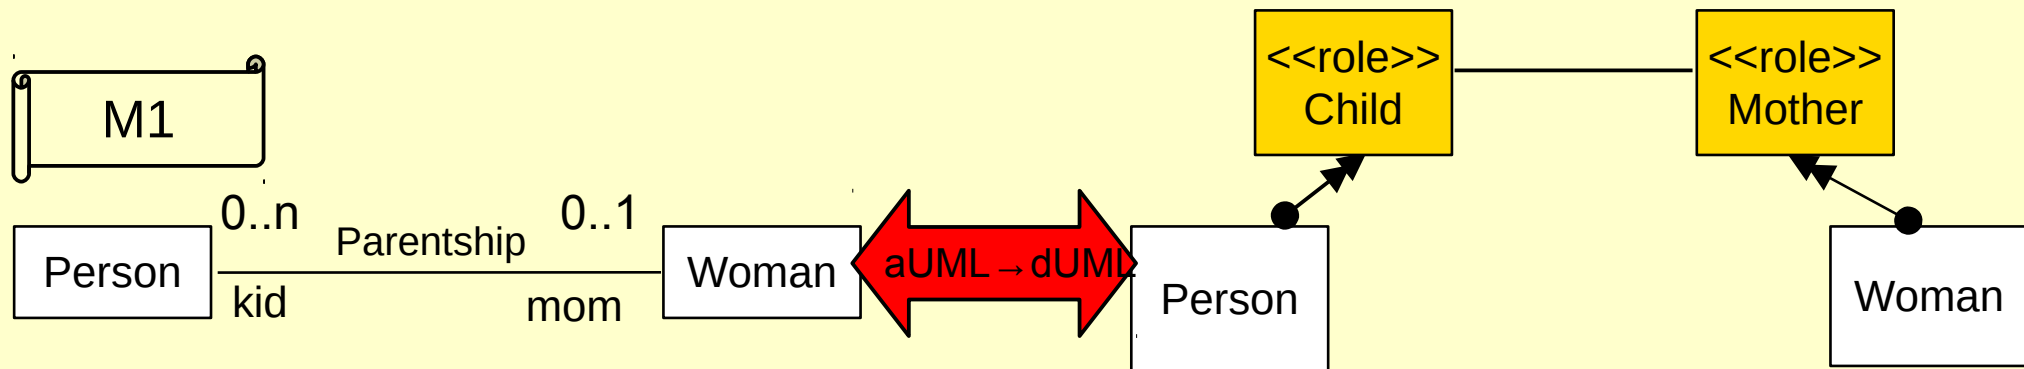 M1
0..n
Parentship
0..1
Person
kid
mom
Woman
aUML→dUML
<<role>>
Child
<<role>>
Mother
Person
Woman